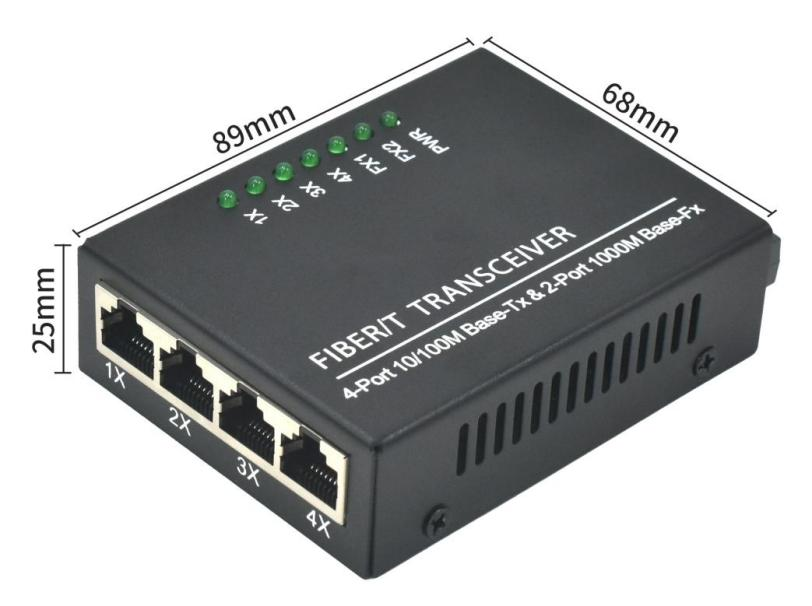 89mm
68mm
25mm
1X
2X
3X
4X
FX1
FX2
PWR
FIBER/T TRANSCEIVER
4-Port 10/100M Base-Tx & 2-Port 1000M Base-Fx
1X
2X
3X
4X